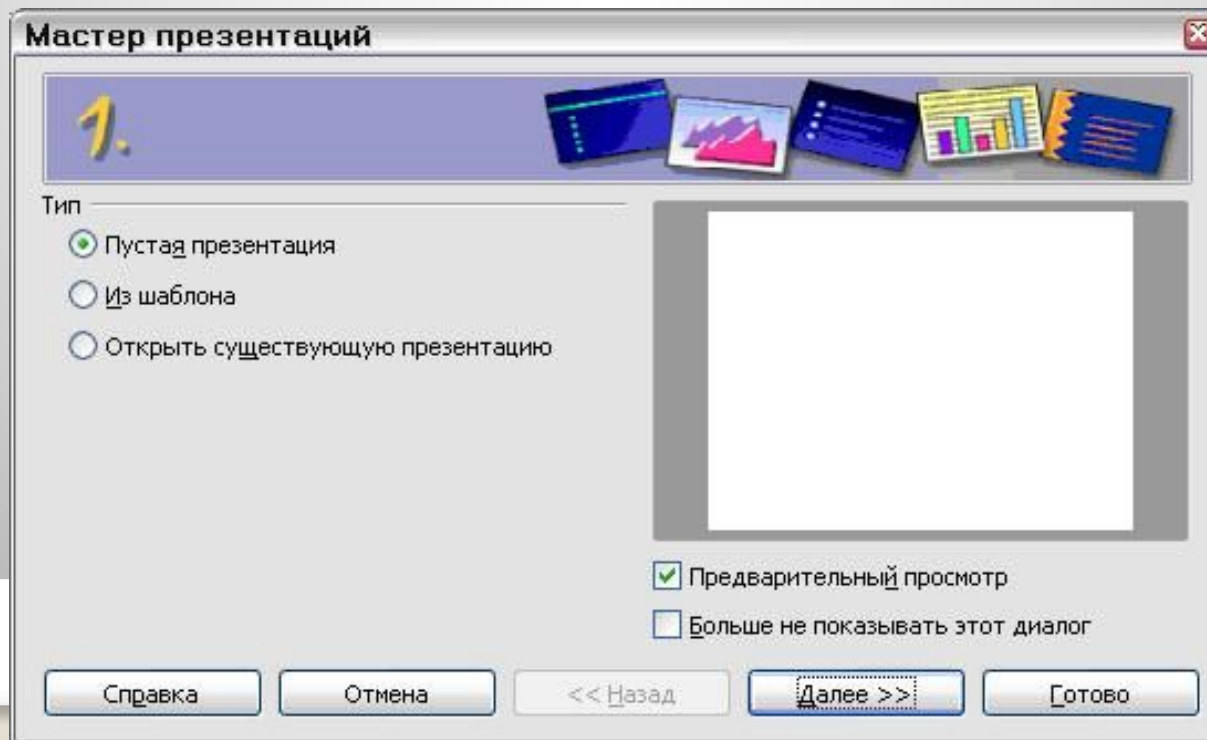 Мастер презентаций
1.
Тип
Пустая презентация
Из шаблона
Открыть существующую презентацию
Предварительный просмотр
Больше не показывать этот диалог
Справка
Отмена
<< Назад
Далее >>
Готово